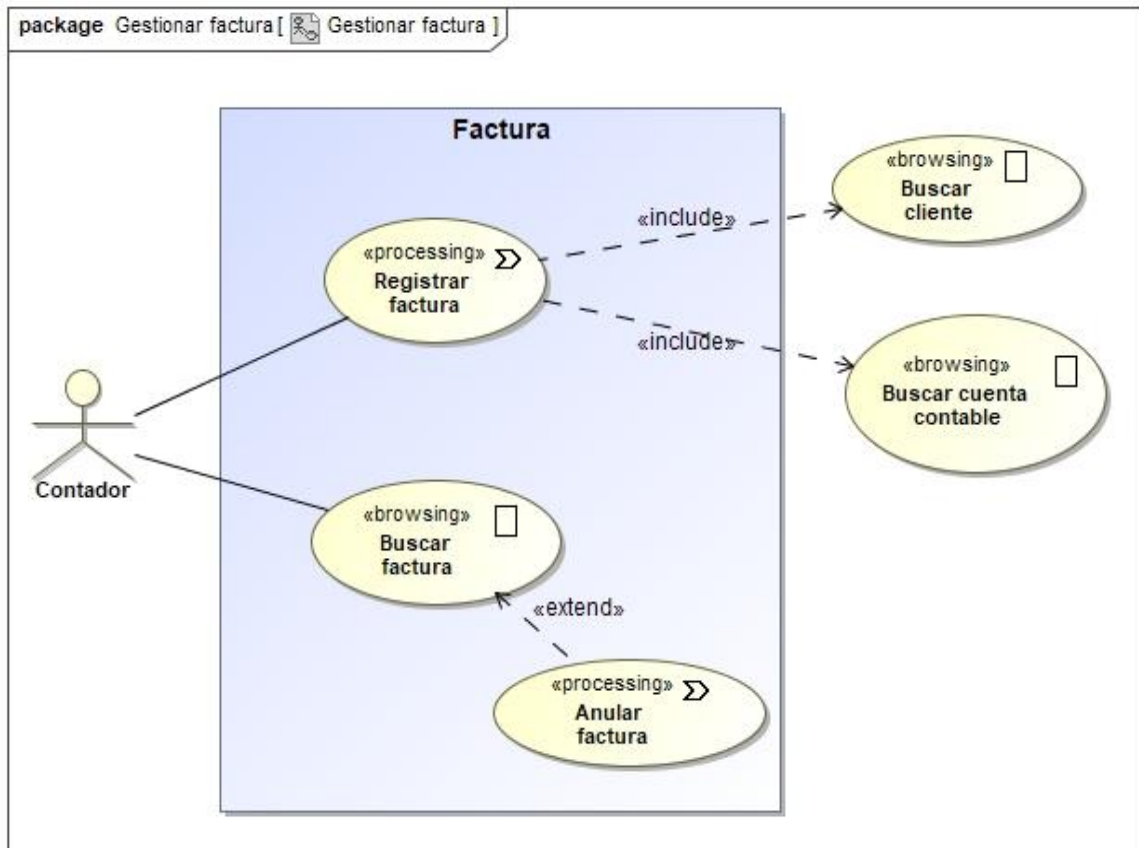 package Gestionar factura [ Gestionar factura ]
Factura
«browsing»
Buscar
cliente
«include»
«processing»
Registrar
factura
«include»
«browsing»
Buscar cuenta
contable
Contador
«browsing»
Buscar
factura
«extend»
«processing»
Anular
factura